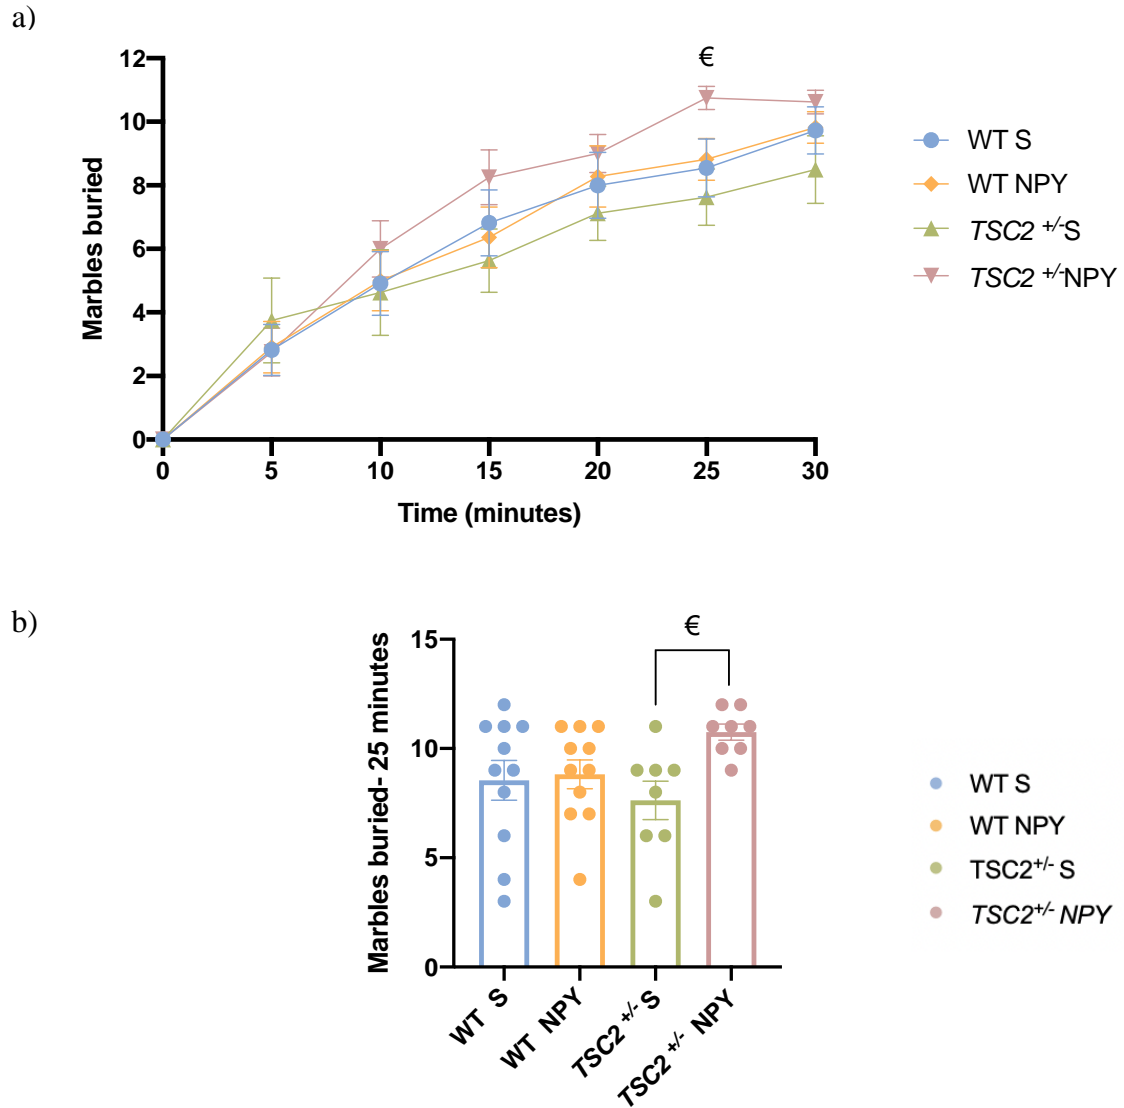 a)
€
12
10
8
6
4
2
0
Marbles buried
0 5 10 15 20 25 30
Time (minutes)
WT S
WT NPY
TSC2 +/-S
TSC2 +/-NPY
b)
€
15
10
5
0
Marbles buried- 25 minutes
WT S
WT NPY
TSC2 +/- S
TSC2 +/- NPY
WT S
WT NPY
TSC2+/- S
TSC2+/- NPY